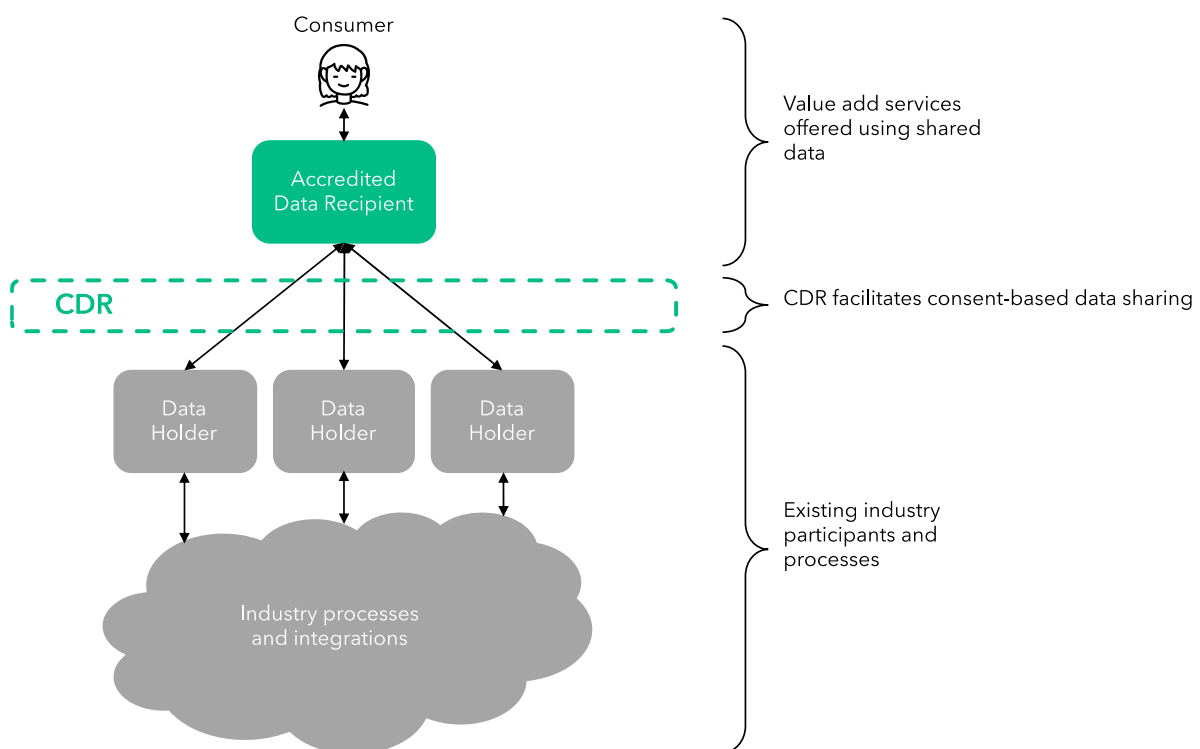 Consumer
Value add services
offered using shared
data
Accredited
Data Recipient
CDR
CDR facilitates consent-based data sharing
Data
Holder
Data
Holder
Data
Holder
Existing industry
participants and
processes
Industry processes
and integrations